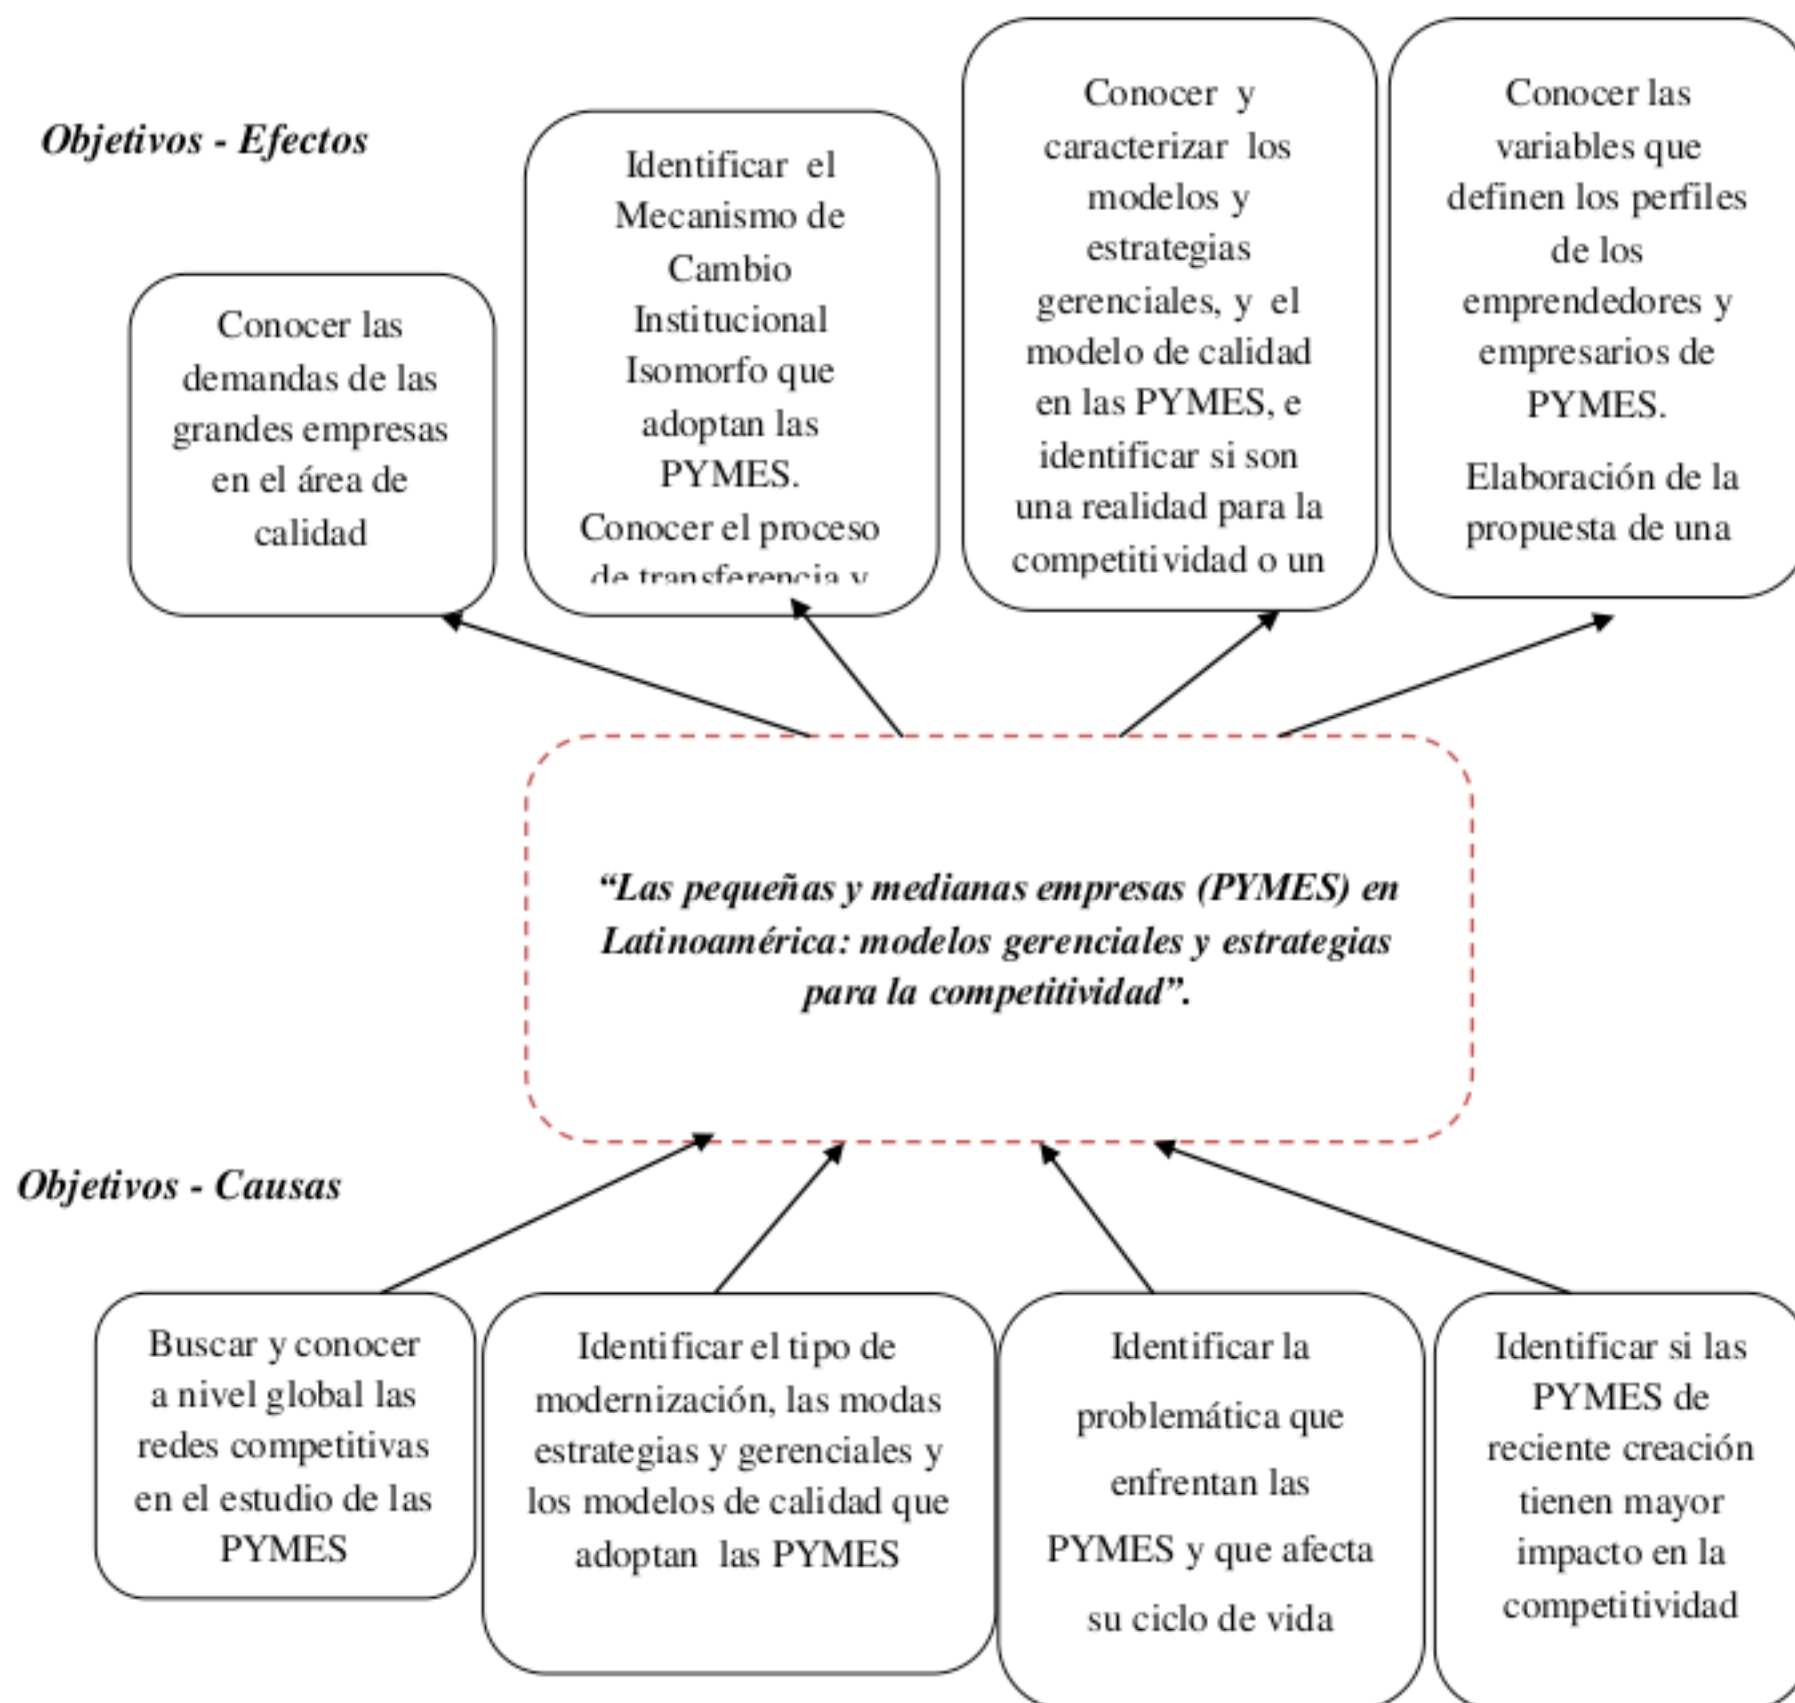 Objetivos - Efectos
Conocer las
demandas de las
grandes empresas
en el área de
calidad
Identificar el
Mecanismo de
Cambio
Institucional
Isomorfo que
adoptan las
PYMES.
Conocer el proceso
de transferencia y
Conocer y
caracterizar los
modelos y
estrategias
gerenciales, y el
modelo de calidad
en las PYMES, e
identificar si son
una realidad para la
competitividad o un
Conocer las
variables que
definen los perfiles
de los
emprendedores y
empresarios de
PYMES.
Elaboración de la
propuesta de una
“Las pequeñas y medianas empresas (PYMES) en
Latinoamérica: modelos gerenciales y estrategias
para la competitividad”.
Objetivos - Causas
Buscar y conocer
a nivel global las
redes competitivas
en el estudio de las
PYMES
Identificar el tipo de
modernización, las modas
estrategias y gerenciales y
los modelos de calidad que
adoptan las PYMES
Identificar la
problemática que
enfrentan las
PYMES y que afecta
su ciclo de vida
Identificar si las
PYMES de
reciente creación
tienen mayor
impacto en la
competitividad